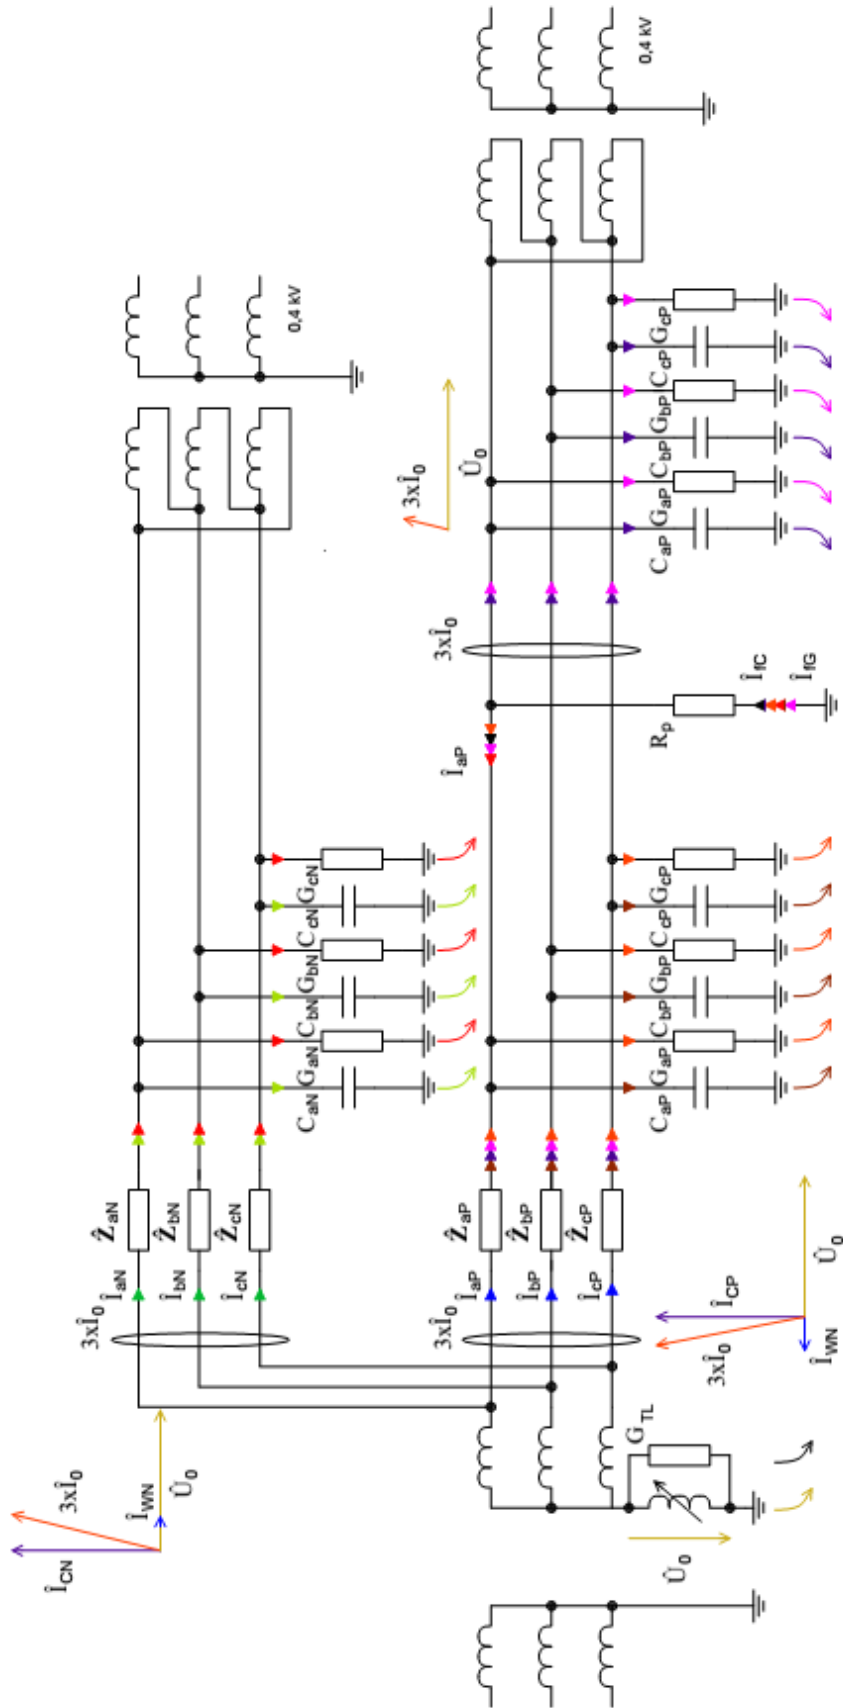 0,4 kV
0,4 kV
3xÎ₀
Û₀
CaN
GaN
CbN
GbN
CcN
GcN
CaP
GaP
CbP
GbP
CcP
GcP
3xÎ₀
ÎfC
ÎfG
Rp
ÎaP
CaP
GaP
CbP
GbP
CcP
GcP
ẐaN
ẐbN
ẐcN
ÎaN
ÎbN
ÎcN
3xÎ₀
ẐaP
ẐbP
ẐcP
ÎaP
ÎbP
ÎcP
3xÎ₀
ÎCP
Û₀
3xÎ₀
ÎWN
GTL
Û₀
3xÎ₀
ÎWN
Û₀
ÎCN